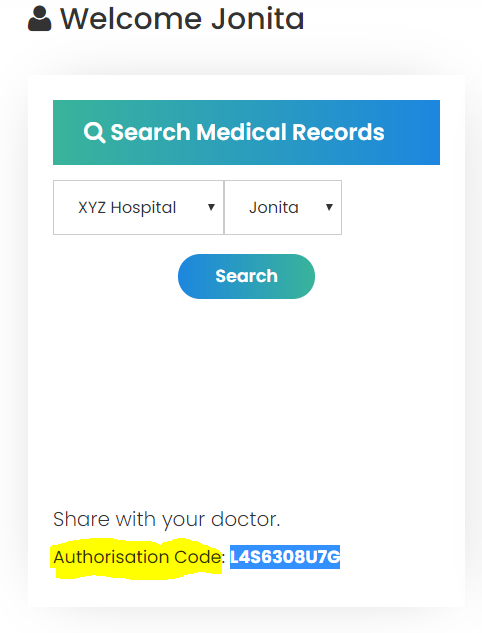 Welcome Jonita
Search Medical Records
XYZ Hospital Jonita
Search
Share with your doctor.
Authorisation Code: L4S6308U7G